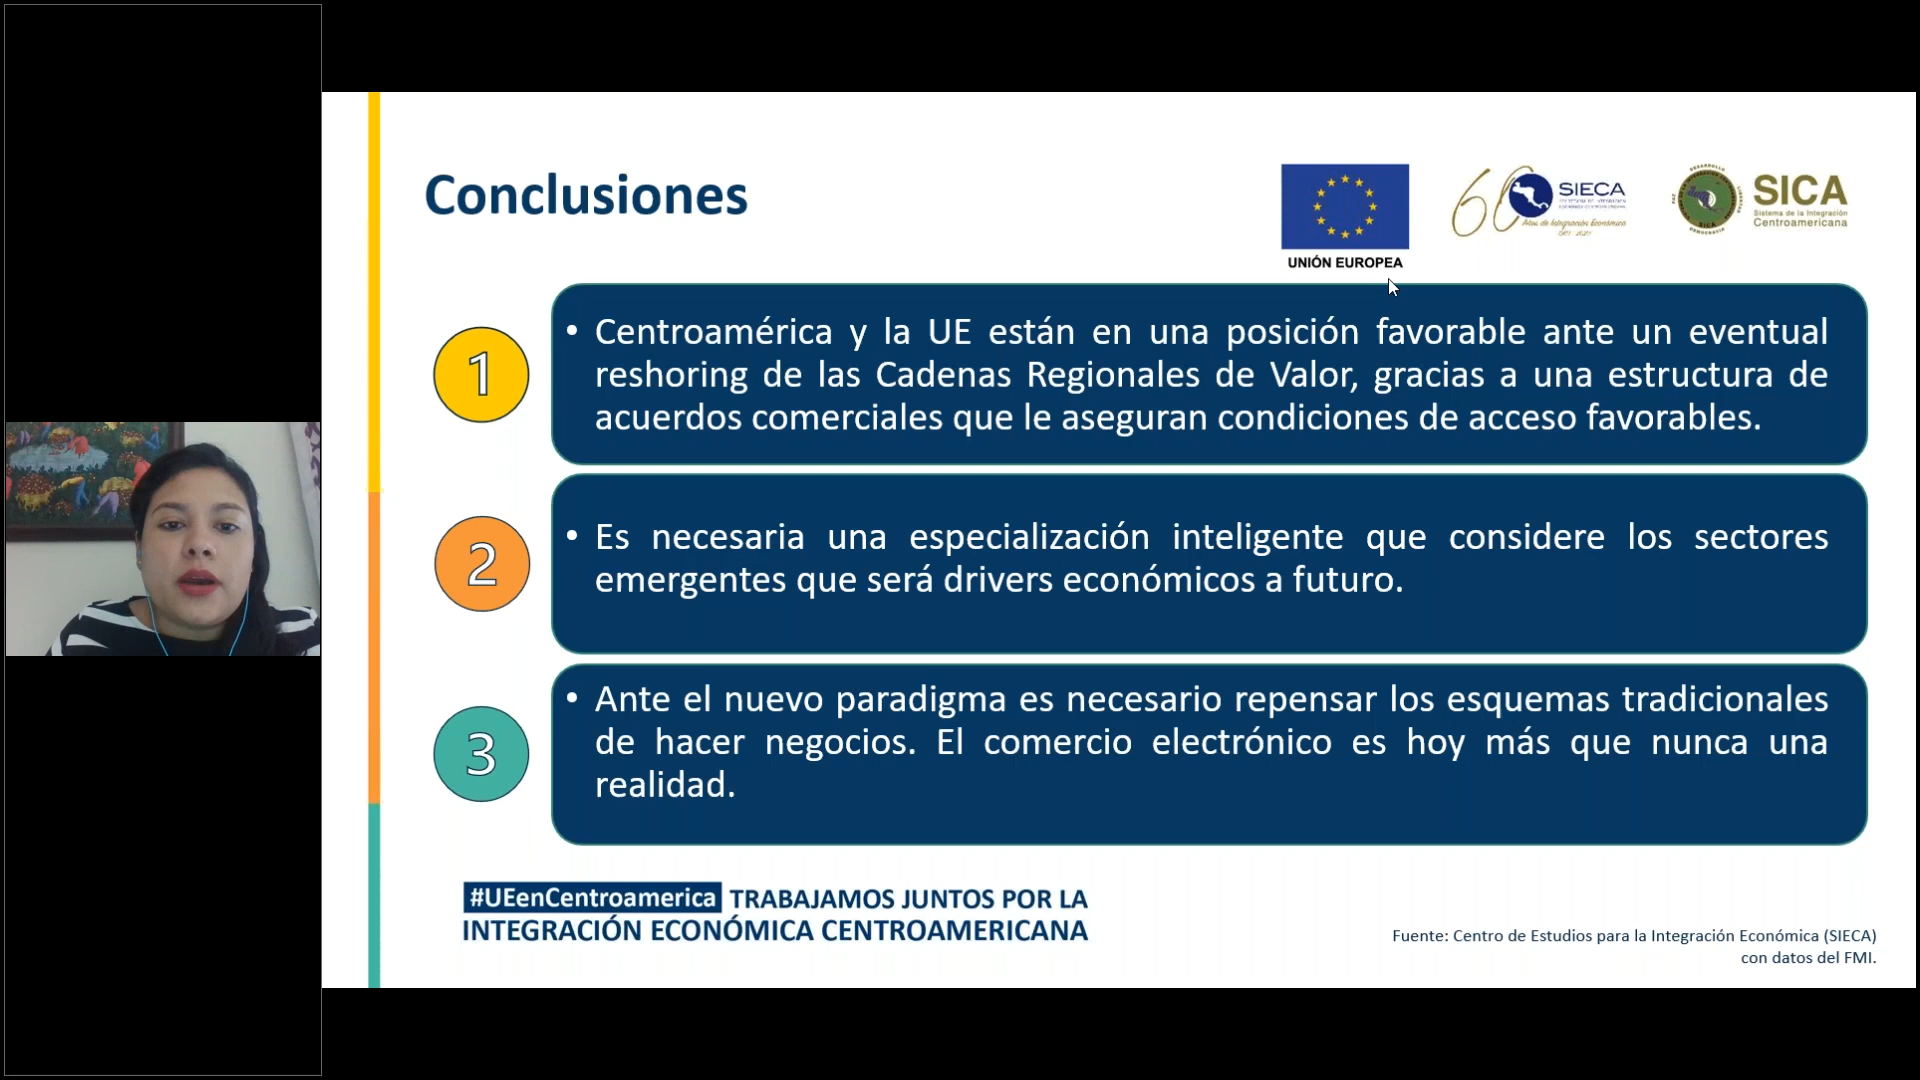 Conclusiones
UNIÓN EUROPEA
SIECA
Años de Integración Económica
SICA
Sistema de la Integración
Centroamericana
1
• Centroamérica y la UE están en una posición favorable ante un eventual
reshoring de las Cadenas Regionales de Valor, gracias a una estructura de
acuerdos comerciales que le aseguran condiciones de acceso favorables.
2
• Es necesaria una especialización inteligente que considere los sectores
emergentes que será drivers económicos a futuro.
3
• Ante el nuevo paradigma es necesario repensar los esquemas tradicionales
de hacer negocios. El comercio electrónico es hoy más que nunca una
realidad.
#UEenCentroamerica TRABAJAMOS JUNTOS POR LA
INTEGRACIÓN ECONÓMICA CENTROAMERICANA
Fuente: Centro de Estudios para la Integración Económica (SIECA)
con datos del FMI.